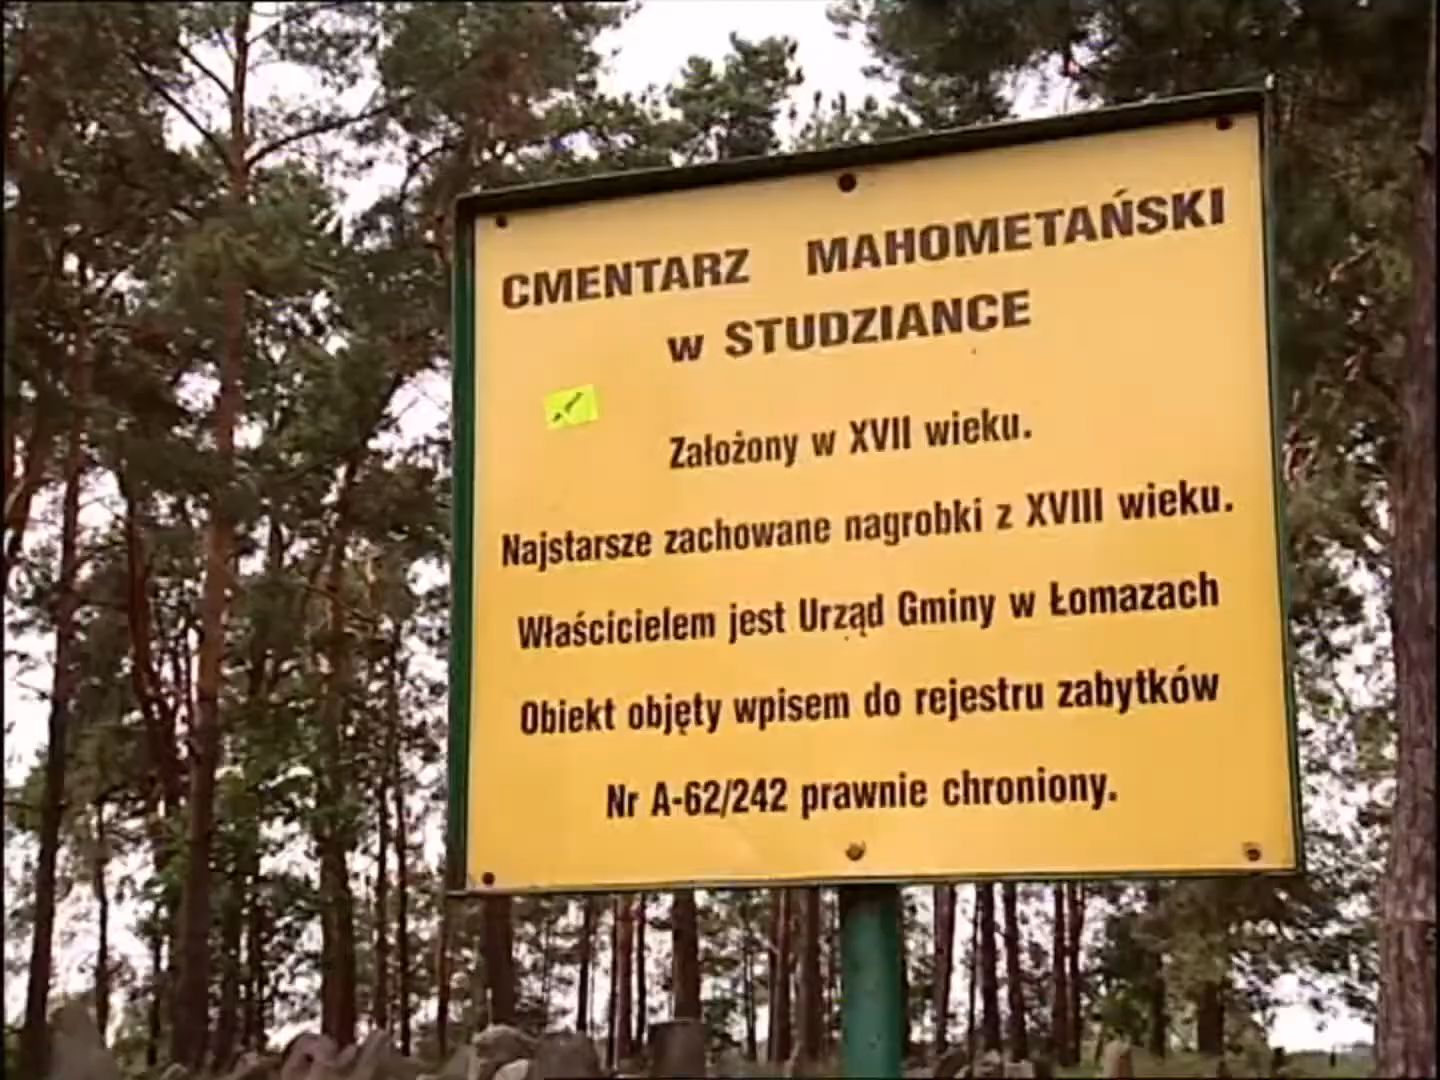 CMENTARZ MAHOMETAŃSKI
w STUDZIANCE
Założony w XVII wieku.
Najstarsze zachowane nagrobki z XVIII wieku.
Właścicielem jest Urząd Gminy w Łomazach
Obiekt objęty wpisem do rejestru zabytków
Nr A-62/242 prawnie chroniony.